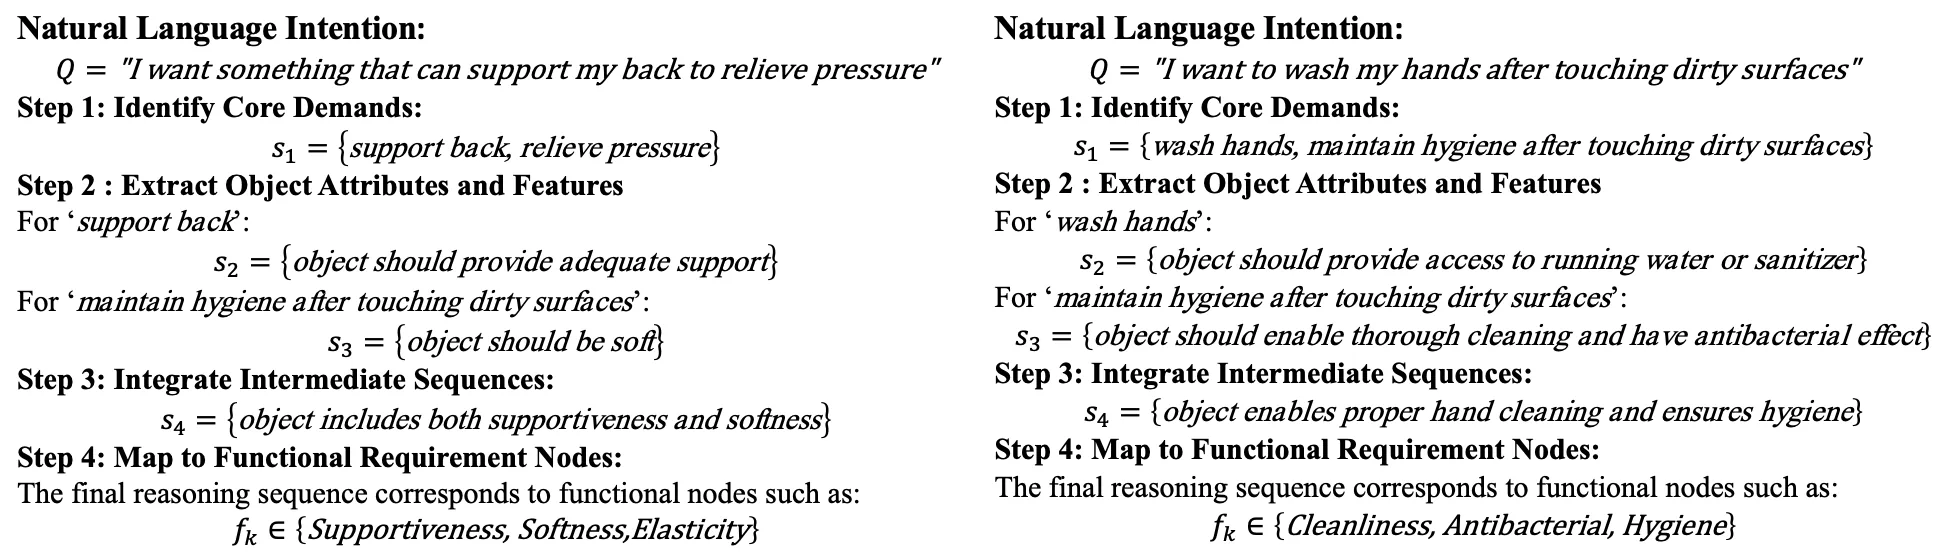 Natural Language Intention:
Q = "I want something that can support my back to relieve pressure"
Step 1: Identify Core Demands:
s₁ = {support back, relieve pressure}
Step 2 : Extract Object Attributes and Features
For ‘support back’:
s₂ = {object should provide adequate support}
For ‘maintain hygiene after touching dirty surfaces’:
s₃ = {object should be soft}
Step 3: Integrate Intermediate Sequences:
s₄ = {object includes both supportiveness and softness}
Step 4: Map to Functional Requirement Nodes:
The final reasoning sequence corresponds to functional nodes such as:
fₖ ∈ {Supportiveness, Softness,Elasticity}
Natural Language Intention:
Q = "I want to wash my hands after touching dirty surfaces"
Step 1: Identify Core Demands:
s₁ = {wash hands, maintain hygiene after touching dirty surfaces}
Step 2 : Extract Object Attributes and Features
For ‘wash hands’:
s₂ = {object should provide access to running water or sanitizer}
For ‘maintain hygiene after touching dirty surfaces’:
s₃ = {object should enable thorough cleaning and have antibacterial effect}
Step 3: Integrate Intermediate Sequences:
s₄ = {object enables proper hand cleaning and ensures hygiene}
Step 4: Map to Functional Requirement Nodes:
The final reasoning sequence corresponds to functional nodes such as:
fₖ ∈ {Cleanliness, Antibacterial, Hygiene}